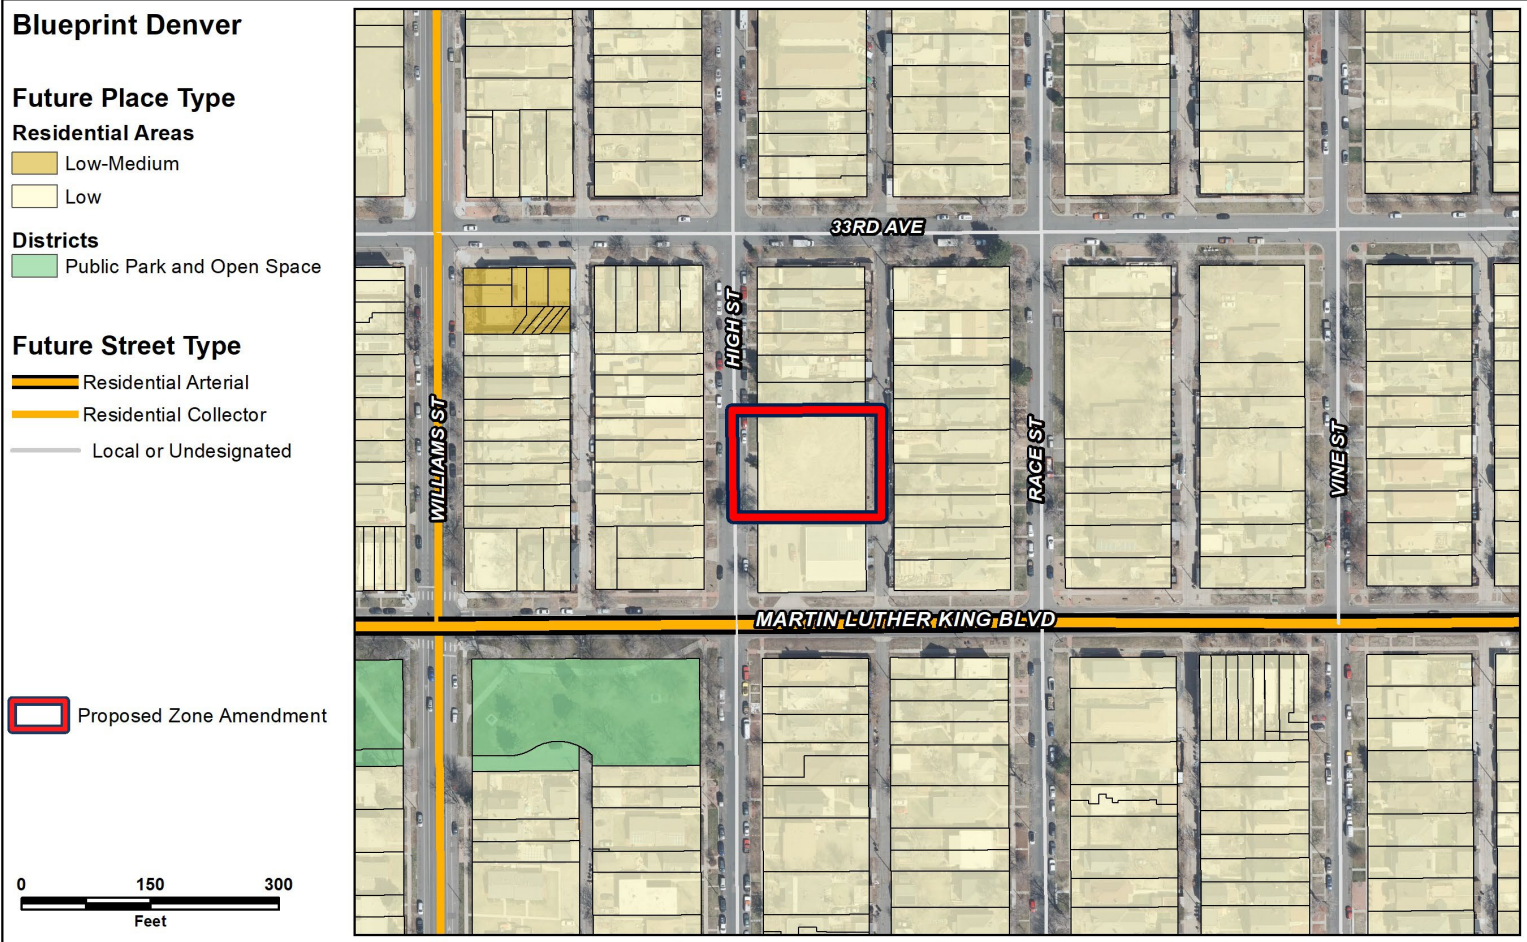 Blueprint Denver
Future Place Type
Residential Areas
Low-Medium
Low
Districts
Public Park and Open Space
Future Street Type
Residential Arterial
Residential Collector
Local or Undesignated
Proposed Zone Amendment
0 150 300
Feet
33RD AVE
HIGH ST
WILLIAMS ST
RACE ST
VINE ST
MARTIN LUTHER KING BLVD